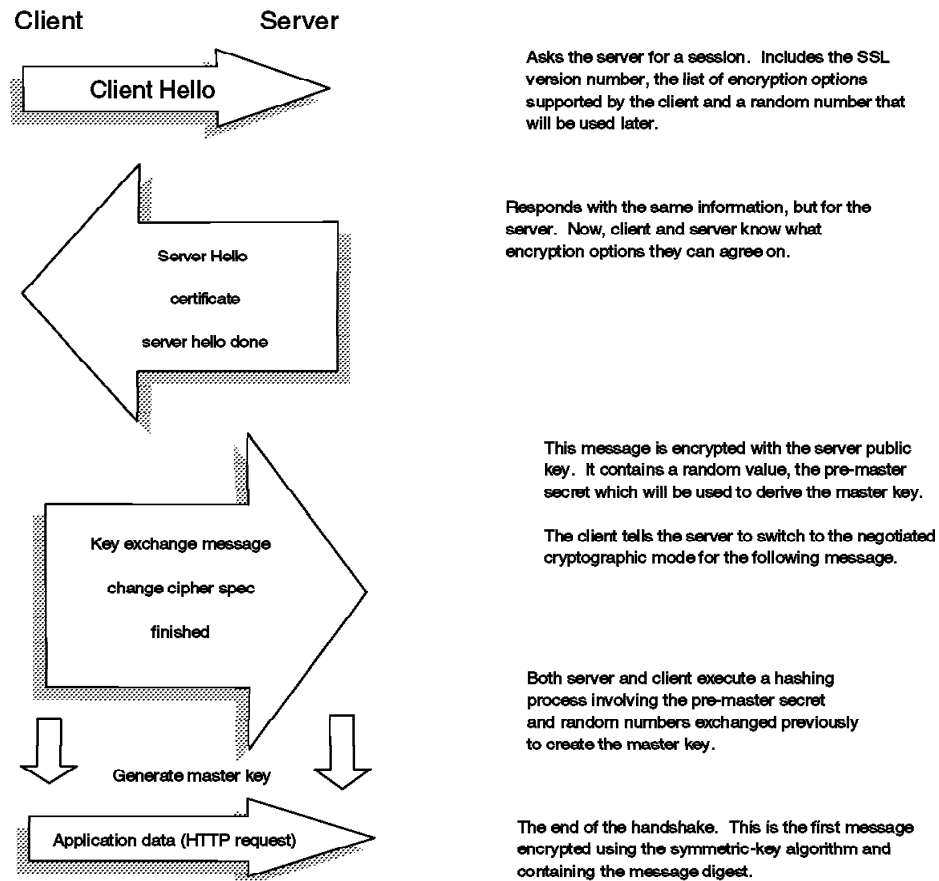 Client
Server
Client Hello
Asks the server for a session. Includes the SSL
version number, the list of encryption options
supported by the client and a random number that
will be used later.
Server Hello
certificate
server hello done
Responds with the same information, but for the
server. Now, client and server know what
encryption options they can agree on.
Key exchange message
change cipher spec
finished
This message is encrypted with the server public
key. It contains a random value, the pre-master
secret which will be used to derive the master key.
The client tells the server to switch to the negotiated
cryptographic mode for the following message.
Generate master key
Both server and client execute a hashing
process involving the pre-master secret
and random numbers exchanged previously
to create the master key.
Application data (HTTP request)
The end of the handshake. This is the first message
encrypted using the symmetric-key algorithm and
containing the message digest.